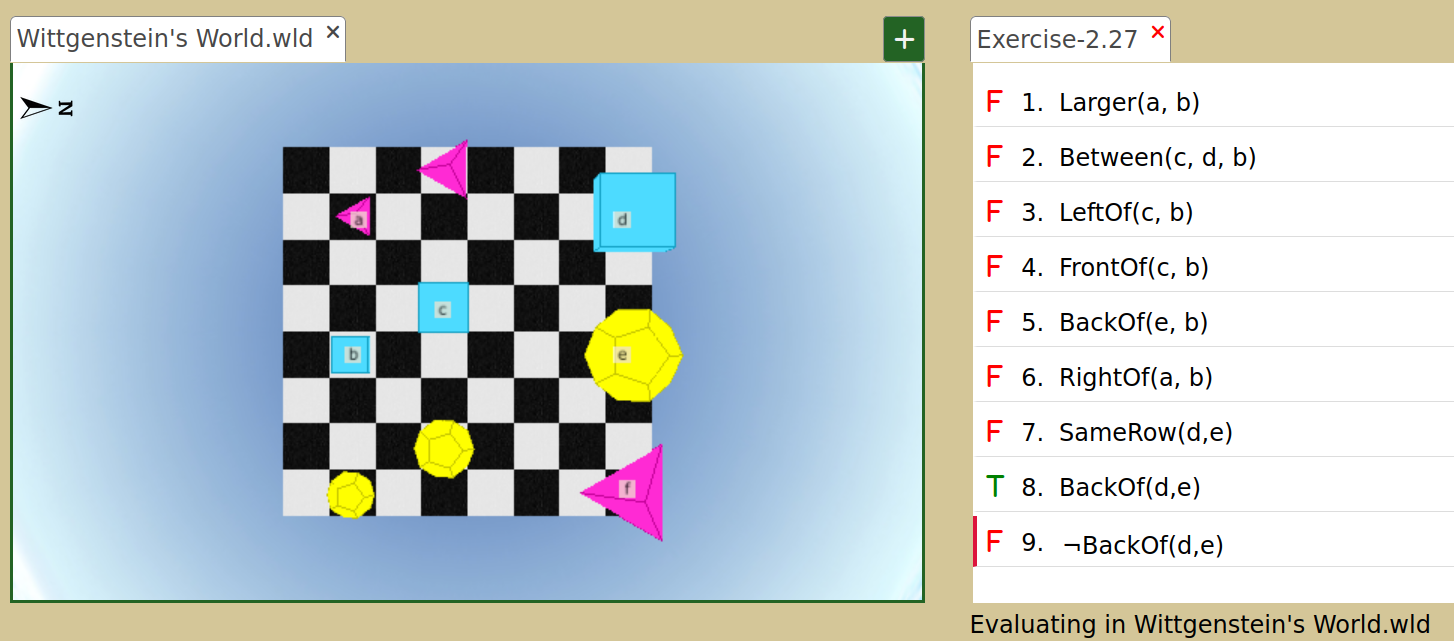 Wittgenstein's World.wld ×
+
N
a
d
c
b
e
f
Exercise-2.27 ×
F 1. Larger(a, b)
F 2. Between(c, d, b)
F 3. LeftOf(c, b)
F 4. FrontOf(c, b)
F 5. BackOf(e, b)
F 6. RightOf(a, b)
F 7. SameRow(d,e)
T 8. BackOf(d,e)
F 9. ¬BackOf(d,e)
Evaluating in Wittgenstein's World.wld